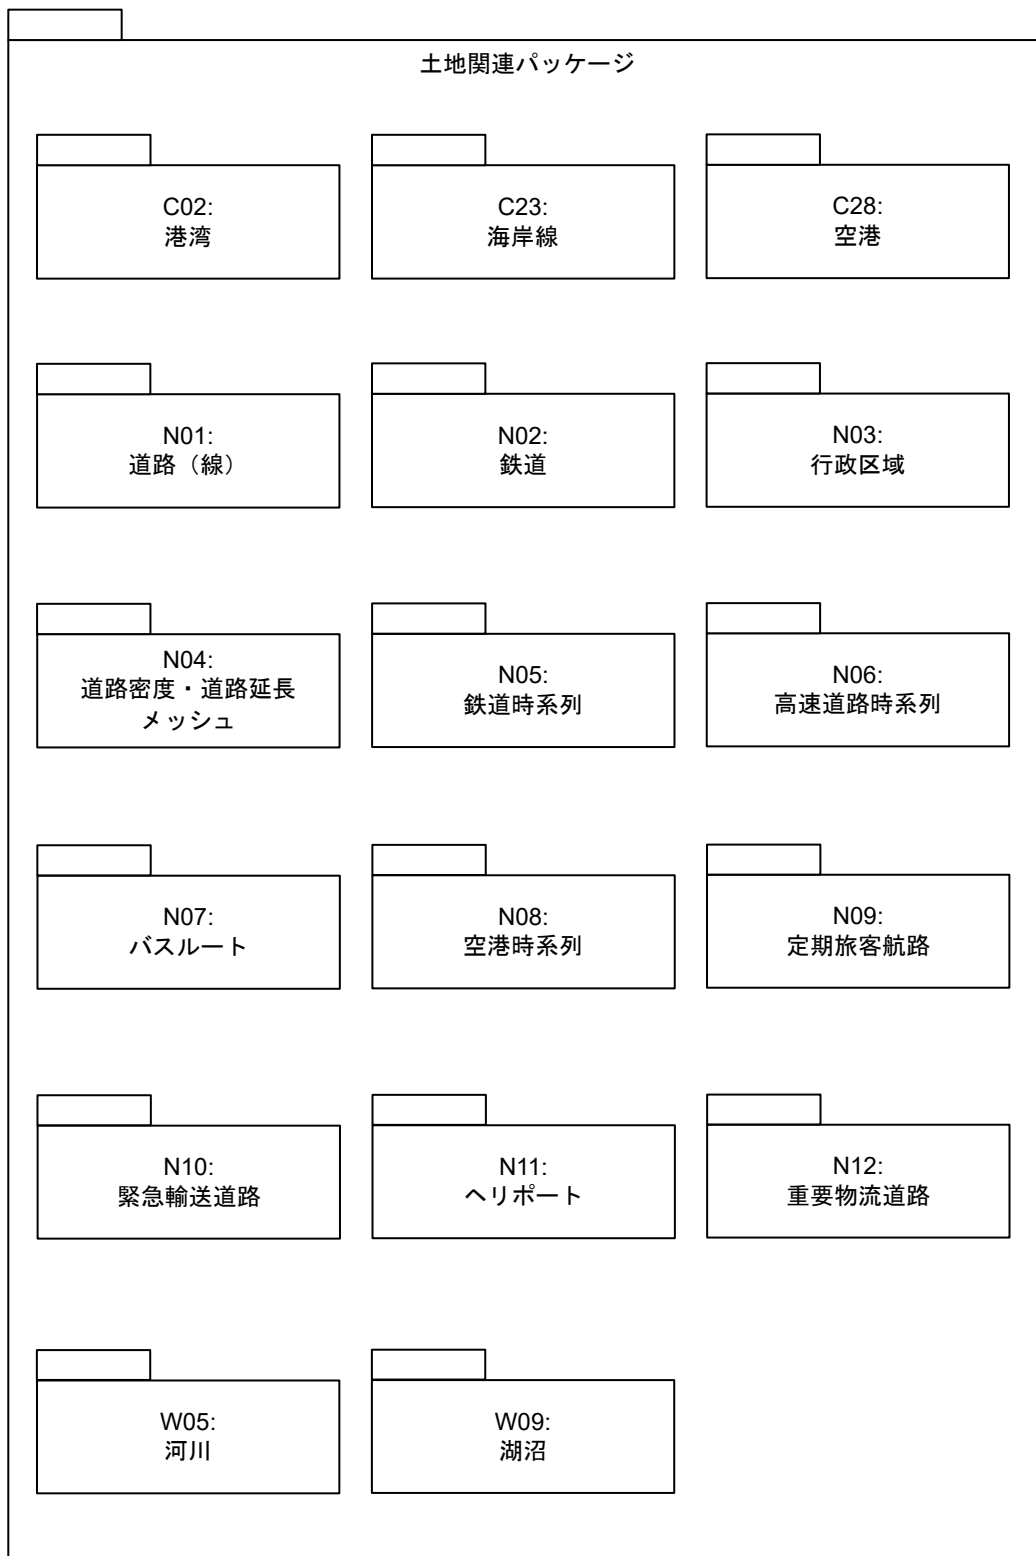 土地関連パッケージ
C02:
港湾
C23:
海岸線
C28:
空港
N01:
道路（線）
N02:
鉄道
N03:
行政区域
N04:
道路密度・道路延長
メッシュ
N05:
鉄道時系列
N06:
高速道路時系列
N07:
バスルート
N08:
空港時系列
N09:
定期旅客航路
N10:
緊急輸送道路
N11:
ヘリポート
N12:
重要物流道路
W05:
河川
W09:
湖沼